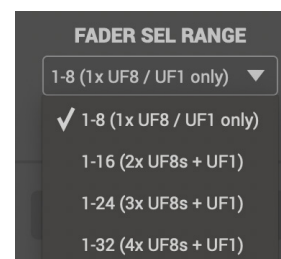 FADER SEL RANGE
1-8 (1x UF8 / UF1 only)
1-8 (1x UF8 / UF1 only)
1-16 (2x UF8s + UF1)
1-24 (3x UF8s + UF1)
1-32 (4x UF8s + UF1)